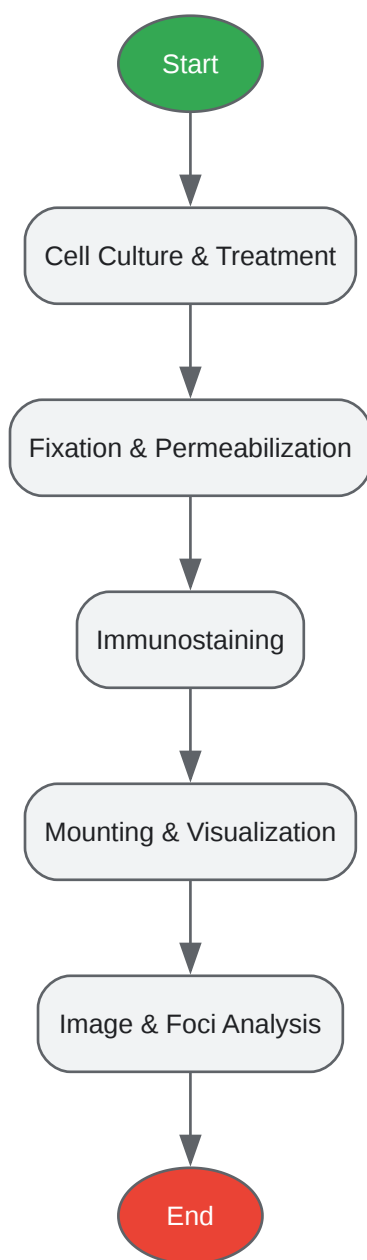 Start
Cell Culture & Treatment
Fixation & Permeabilization
Immunostaining
Mounting & Visualization
Image & Foci Analysis
End